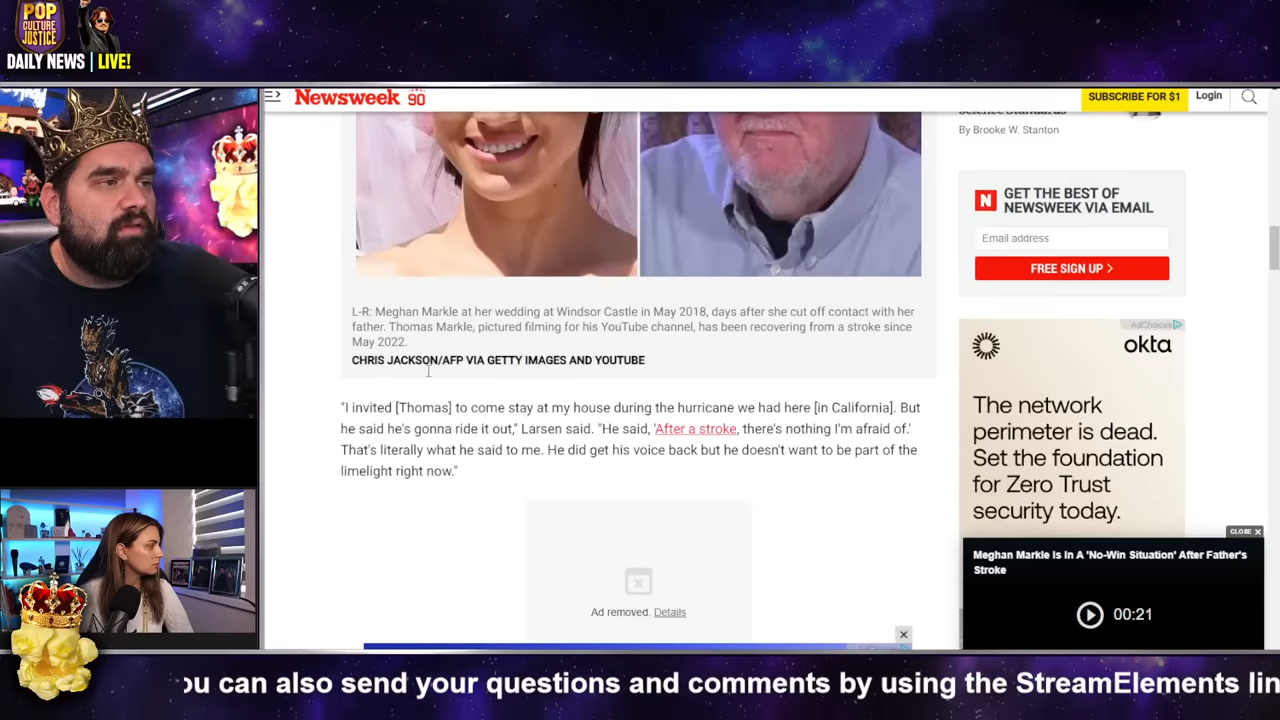 POP
CULTURE
JUSTICE
DAILY NEWS | LIVE!
Newsweek 90
SUBSCRIBE FOR $1
Login
By Brooke W. Stanton
GET THE BEST OF
NEWSWEEK VIA EMAIL
Email address
FREE SIGN UP
L-R: Meghan Markle at her wedding at Windsor Castle in May 2018, days after she cut off contact with her
father. Thomas Markle, pictured filming for his YouTube channel, has been recovering from a stroke since
May 2022.
CHRIS JACKSON/AFP VIA GETTY IMAGES AND YOUTUBE
"I invited [Thomas] to come stay at my house during the hurricane we had here [in California]. But
he said he's gonna ride it out," Larsen said. "He said, 'After a stroke, there's nothing I'm afraid of.'
That's literally what he said to me. He did get his voice back but he doesn't want to be part of the
limelight right now."
Ad removed. Details
AdChoices
okta
The network
perimeter is dead.
Set the foundation
for Zero Trust
security today.
CLOSE X
Meghan Markle Is In A 'No-Win Situation' After Father's
Stroke
00:21
ou can also send your questions and comments by using the StreamElements lin